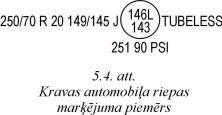 250/70 R 20 149/145 J 146L TUBELESS
143
251 90 PSI
5.4. att.
Kravas automobiļa riepas
marķējuma piemērs